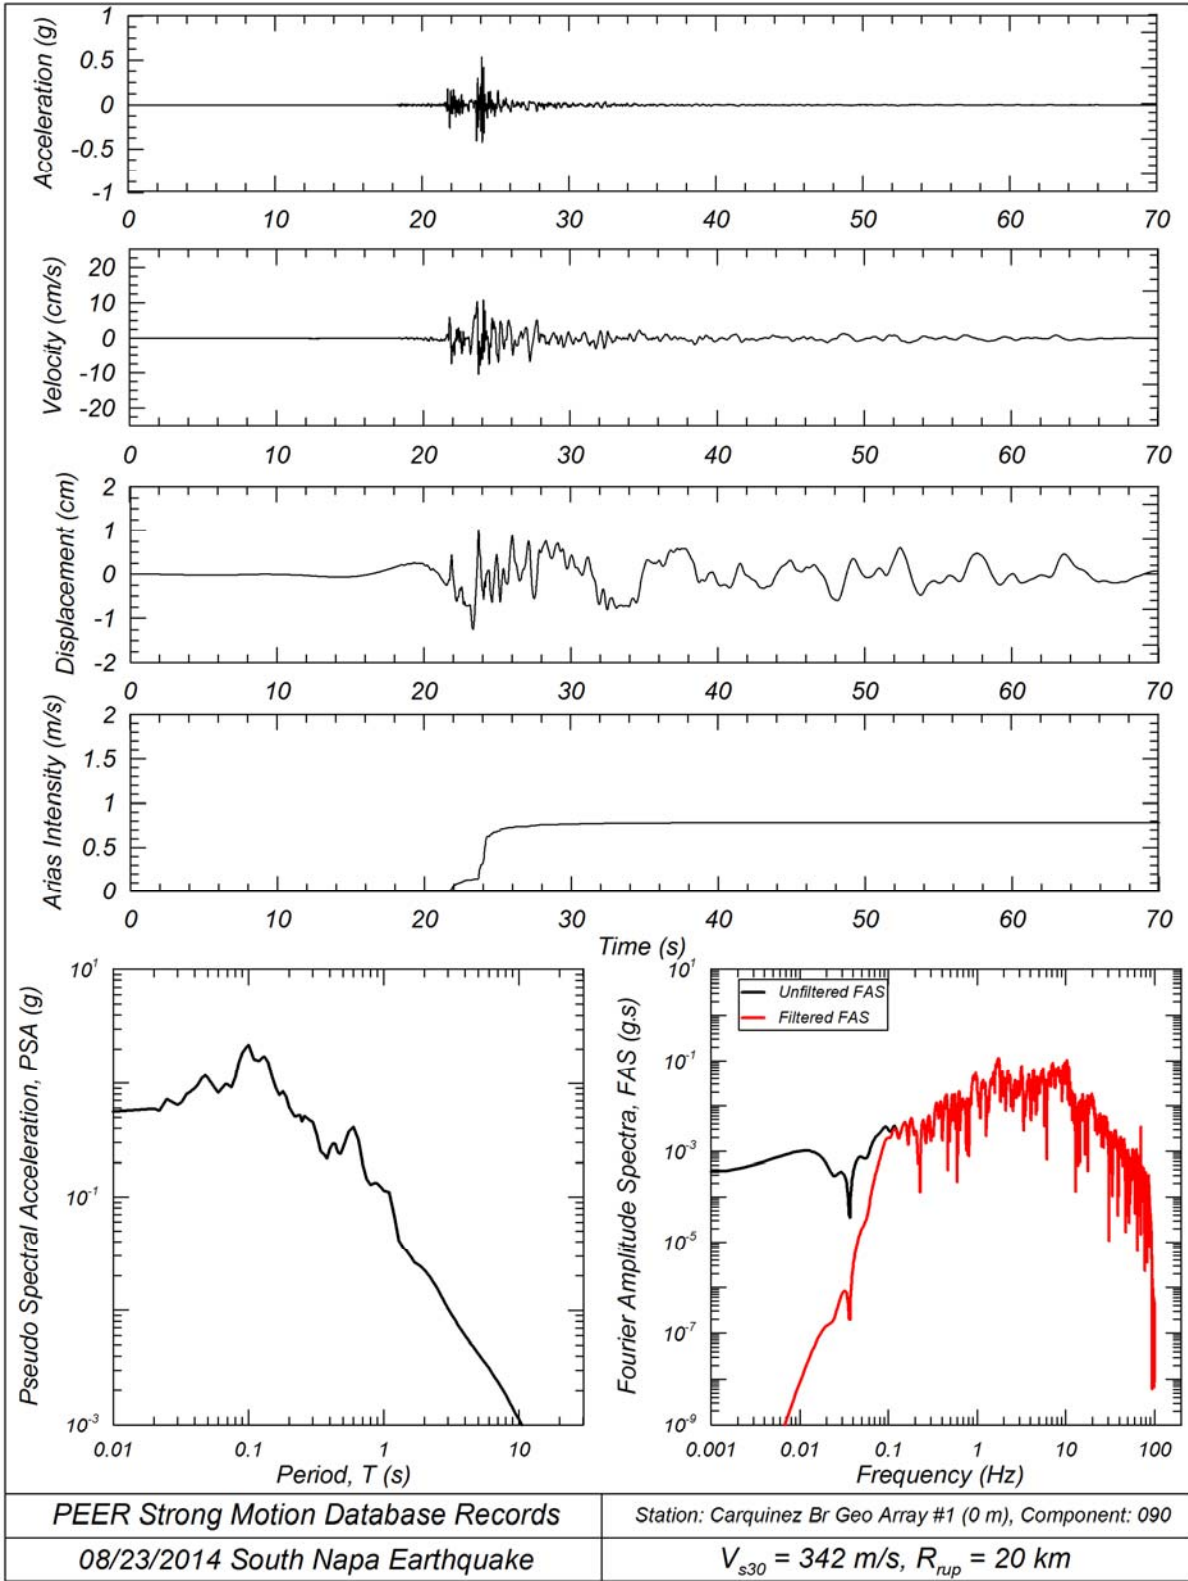 Acceleration (g)
1
0.5
0
-0.5
-1
0 10 20 30 40 50 60 70
Velocity (cm/s)
20
10
0
-10
-20
0 10 20 30 40 50 60 70
Displacement (cm)
2
1
0
-1
-2
0 10 20 30 40 50 60 70
Arias Intensity (m/s)
2
1.5
1
0.5
0
0 10 20 30 40 50 60 70
Time (s)
Pseudo Spectral Acceleration, PSA (g)
10¹
10⁻¹
10⁻³
0.01 0.1 1 10
Period, T (s)
Fourier Amplitude Spectra, FAS (g.s)
10¹
10⁻¹
10⁻³
10⁻⁵
10⁻⁷
10⁻⁹
Unfiltered FAS
Filtered FAS
0.001 0.01 0.1 1 10 100
Frequency (Hz)
PEER Strong Motion Database Records
Station: Carquinez Br Geo Array #1 (0 m), Component: 090
08/23/2014 South Napa Earthquake
Vₛ₃₀ = 342 m/s, Rᵣᵤₚ = 20 km